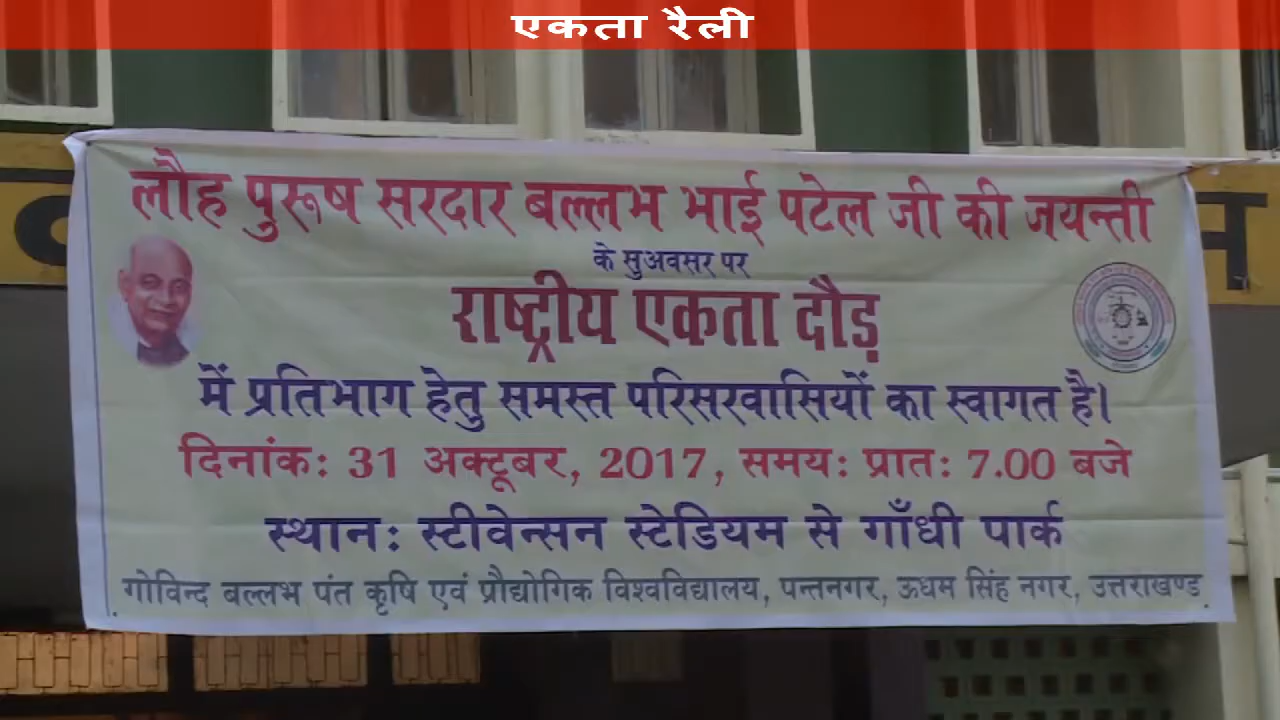 एकता रैली
लौह पुरूष सरदार बल्लभ भाई पटेल जी की जयन्ती
के सुअवसर पर
राष्ट्रीय एकता दौड़
में प्रतिभाग हेतु समस्त परिसरवासियों का स्वागत है।
दिनांक: 31 अक्टूबर, 2017, समय: प्रात: 7.00 बजे
स्थान: स्टीवेन्सन स्टेडियम से गाँधी पार्क
गोविन्द बल्लभ पंत कृषि एवं प्रौद्योगिक विश्वविद्यालय, पन्तनगर, ऊधम सिंह नगर, उत्तराखण्ड